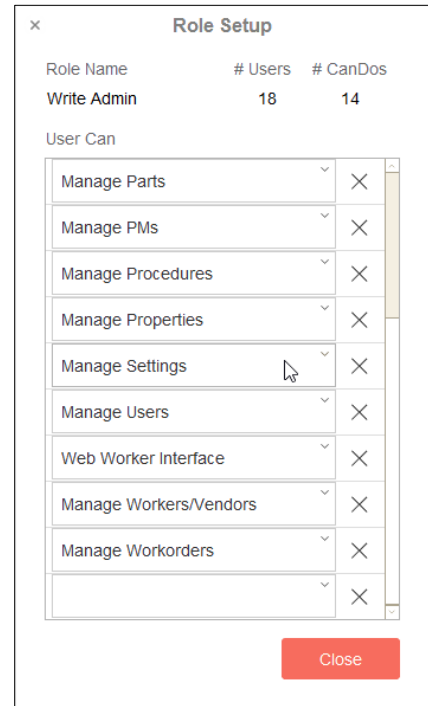 × Role Setup
Role Name # Users # CanDos
Write Admin 18 14
User Can
Manage Parts
Manage PMs
Manage Procedures
Manage Properties
Manage Settings
Manage Users
Web Worker Interface
Manage Workers/Vendors
Manage Workorders
Close